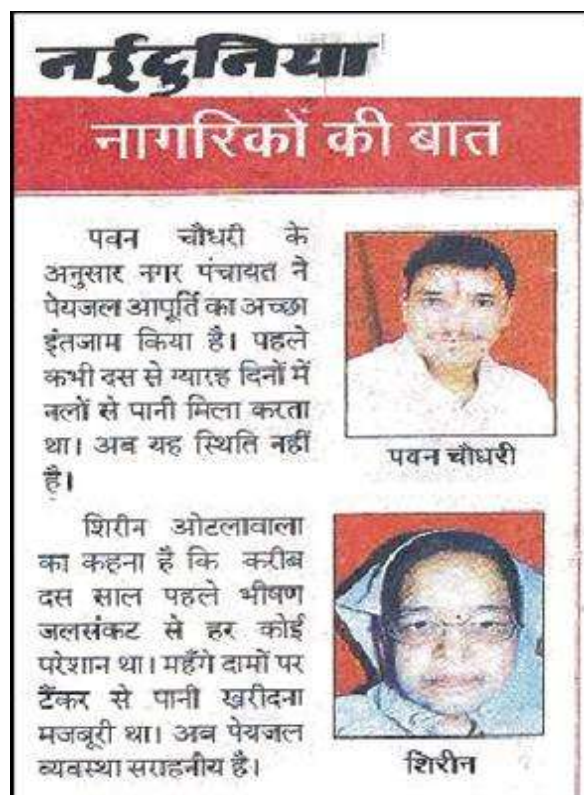 नईदुनिया
नागरिकों की बात
पवन चौधरी के
अनुसार नगर पंचायत ने
पेयजल आपूर्ति का अच्छा
इंतजाम किया है। पहले
कभी दस से ग्यारह दिनों में
नलों से पानी मिला करता
था। अब यह स्थिति नहीं
है।
पवन चौधरी
शिरीन ओटलावाला
का कहना है कि करीब
दस साल पहले भीषण
जलसंकट से हर कोई
परेशान था। महँगे दामों पर
टैंकर से पानी खरीदना
मजबूरी था। अब पेयजल
व्यवस्था सराहनीय है।
शिरीन